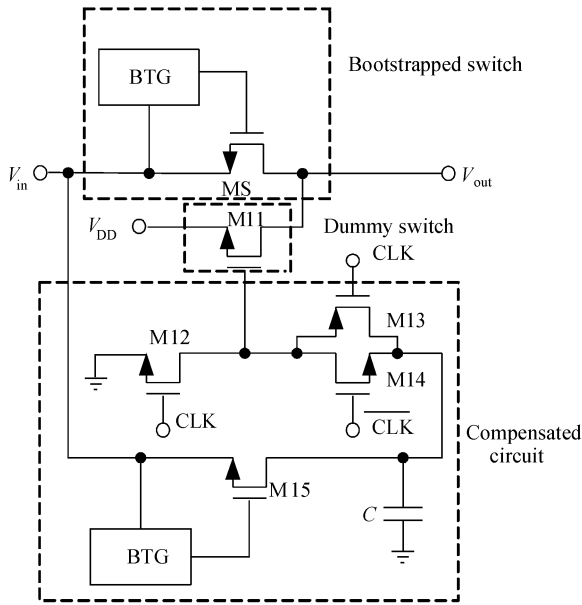 BTG
Bootstrapped switch
Vin
Vout
MS
M11
VDD
Dummy switch
CLK
M13
M12
M14
CLK
CLK
Compensated
circuit
M15
C
BTG